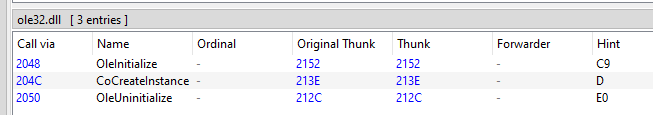 ole32.dll [ 3 entries ]
Call via Name Ordinal Original Thunk Thunk Forwarder Hint
2048 OleInitialize - 2152 2152 - C9
204C CoCreateInstance - 213E 213E - D
2050 OleUninitialize - 212C 212C - E0